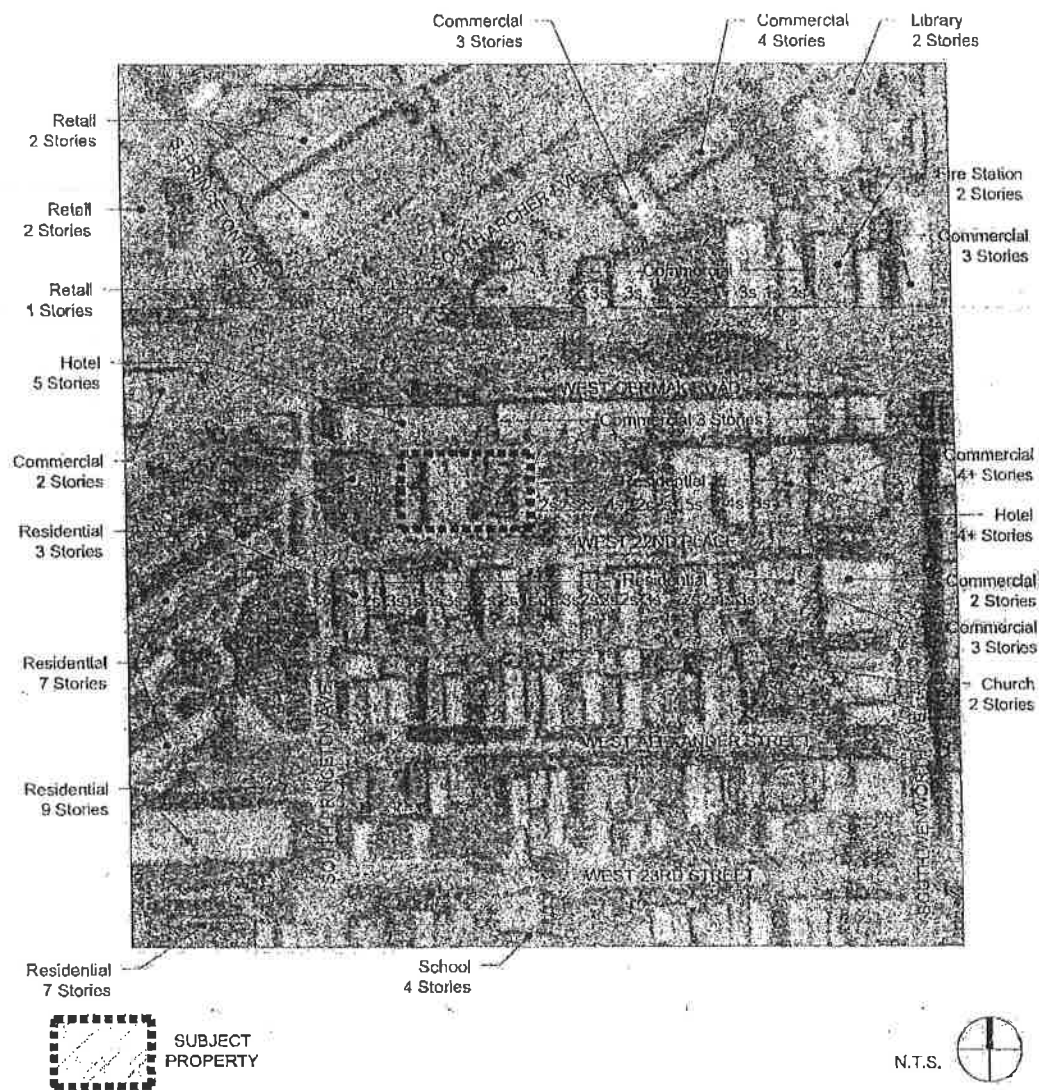 Commercial
3 Stories
Commercial
4 Stories
Library
2 Stories
Retail
2 Stories
Fire Station
2 Stories
Retail
2 Stories
Commercial
3 Stories
Commercial
Retail
1 Stories
3s
3s
Hotel
5 Stories
WEST CERMAK ROAD
Commercial 3 Stories
Commercial
2 Stories
Commercial
4+ Stories
Residential
Residential
3 Stories
Hotel
4+ Stories
WEST 22ND PLACE
Residential
Commercial
2 Stories
Commercial
3 Stories
Residential
7 Stories
Church
2 Stories
WEST ALEXANDER STREET
Residential
9 Stories
WEST 23RD STREET
Residential
7 Stories
School
4 Stories
SUBJECT
PROPERTY
N.T.S.